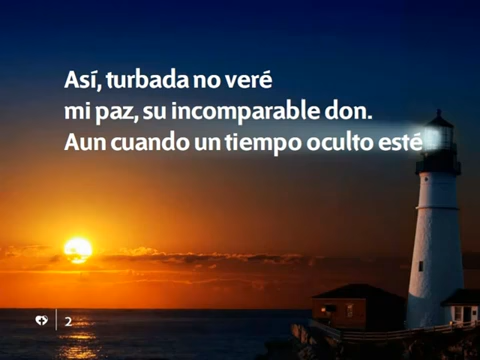 Así, turbada no veré
mi paz, su incomparable don.
Aun cuando un tiempo oculto esté
2